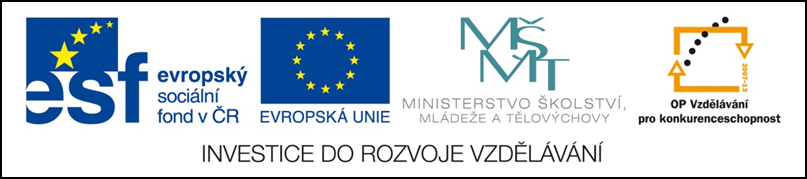 esf
evropský
sociální
fond v ČR
EVROPSKÁ UNIE
MŠMT
MINISTERSTVO ŠKOLSTVÍ,
MLÁDEŽE A TĚLOVÝCHOVY
2007-13
OP Vzdělávání
pro konkurenceschopnost
INVESTICE DO ROZVOJE VZDĚLÁVÁNÍ